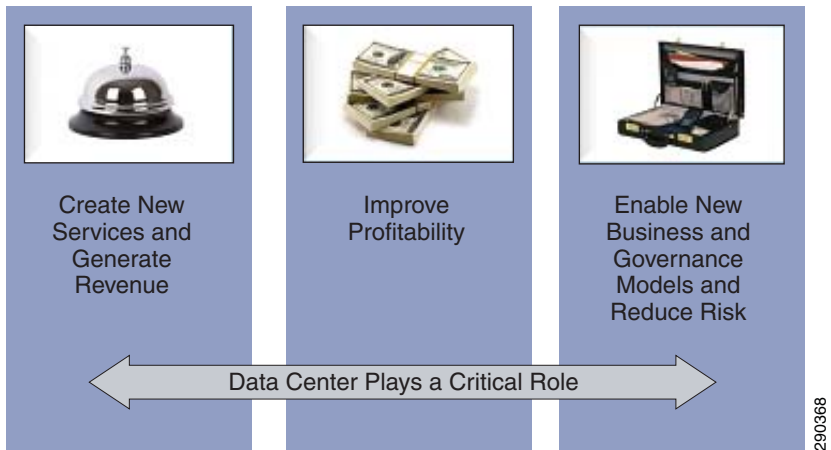 Create New
Services and
Generate
Revenue
Improve
Profitability
Enable New
Business and
Governance
Models and
Reduce Risk
Data Center Plays a Critical Role
290368